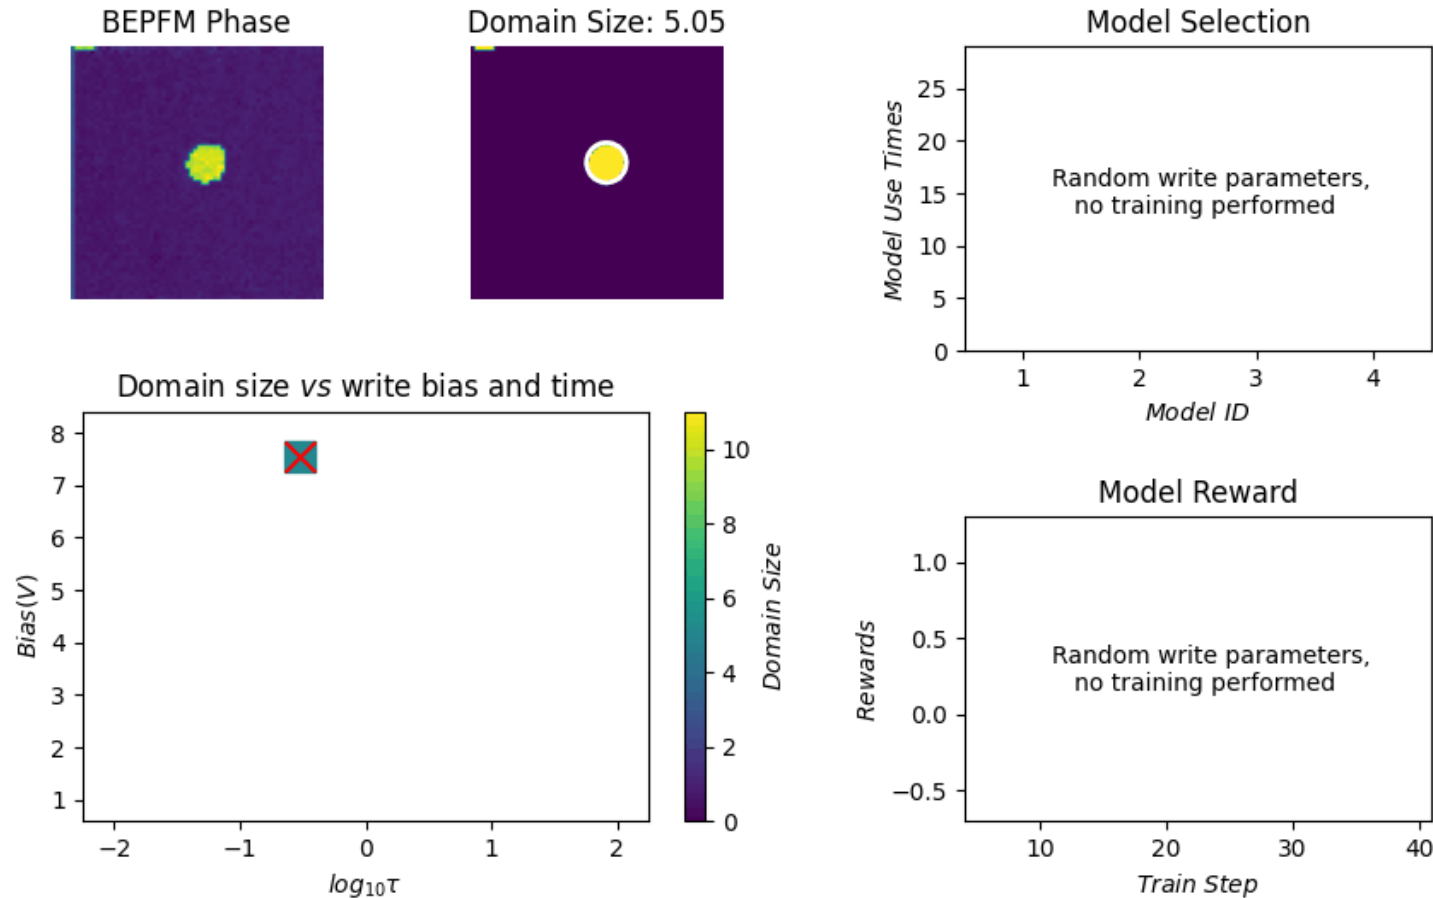 BEPFM Phase
Domain Size: 5.05
Domain size vs write bias and time
8
7
6
5
4
3
2
1
Bias(V)
−2
−1
0
1
2
log₁₀τ
10
8
6
4
2
0
Domain Size
Model Selection
25
20
15
10
5
0
Model Use Times
Random write parameters,
no training performed
1
2
3
4
Model ID
Model Reward
1.0
0.5
0.0
−0.5
Rewards
Random write parameters,
no training performed
10
20
30
40
Train Step